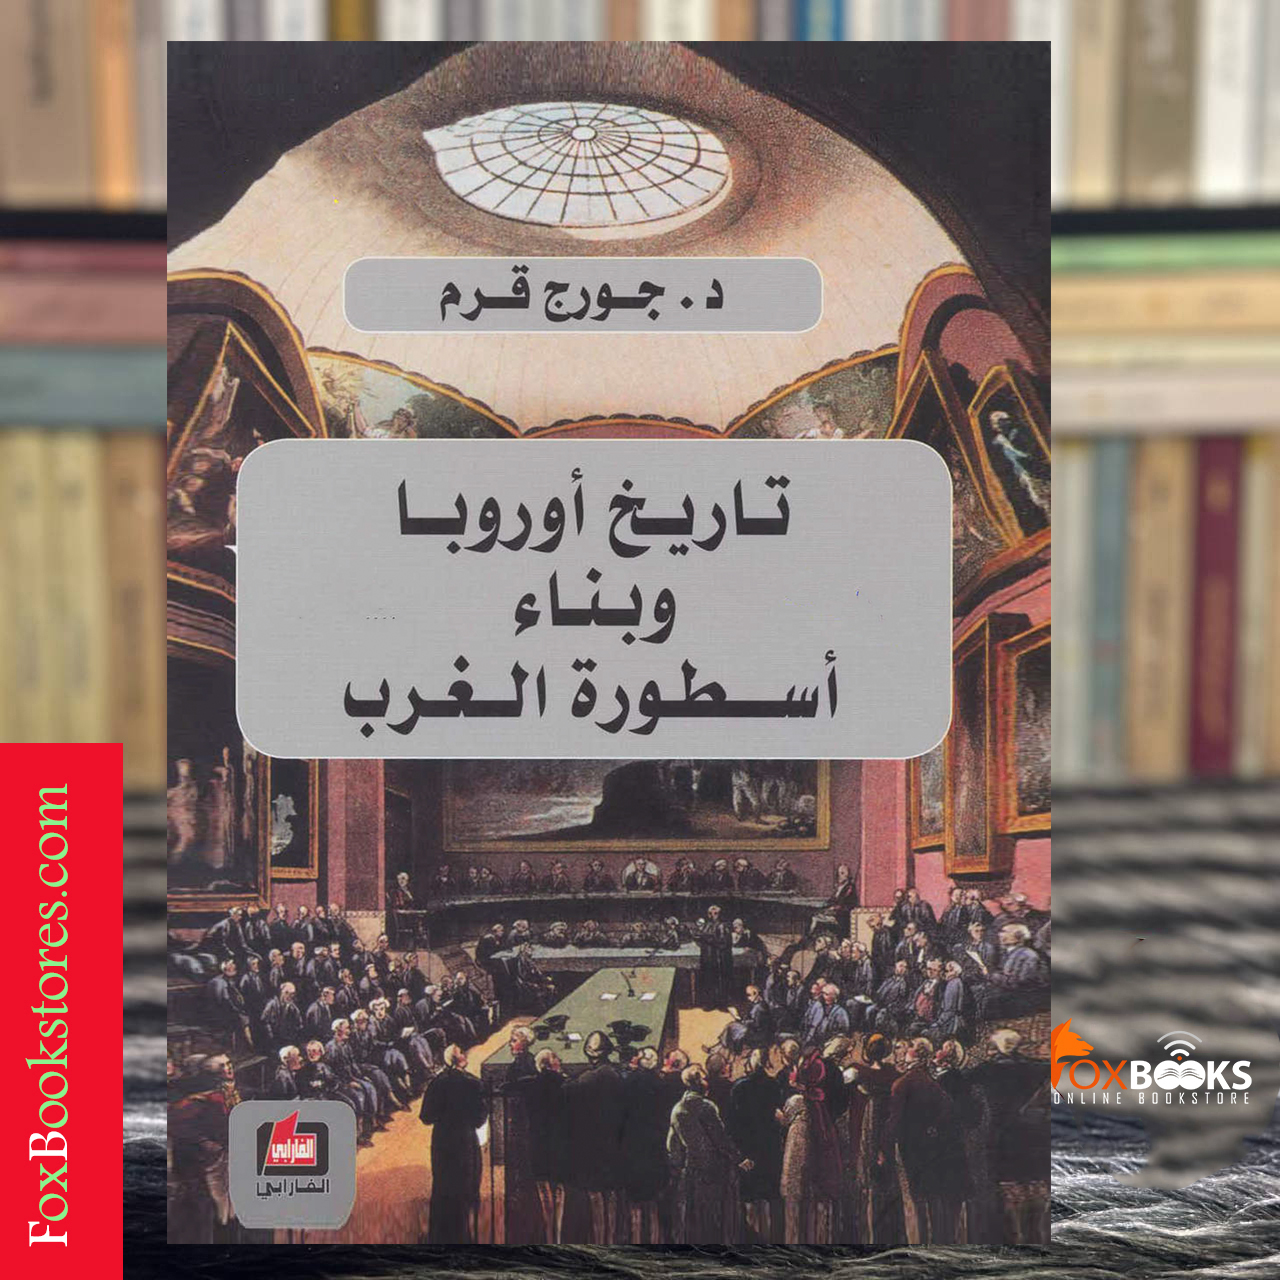 د. جورج قرم
تاريخ أوروبا
وبناء
أسطورة الغرب
الفارابي
الفارابي
FoxBookstores.com
FOXBOOKS
ONLINE BOOKSTORE